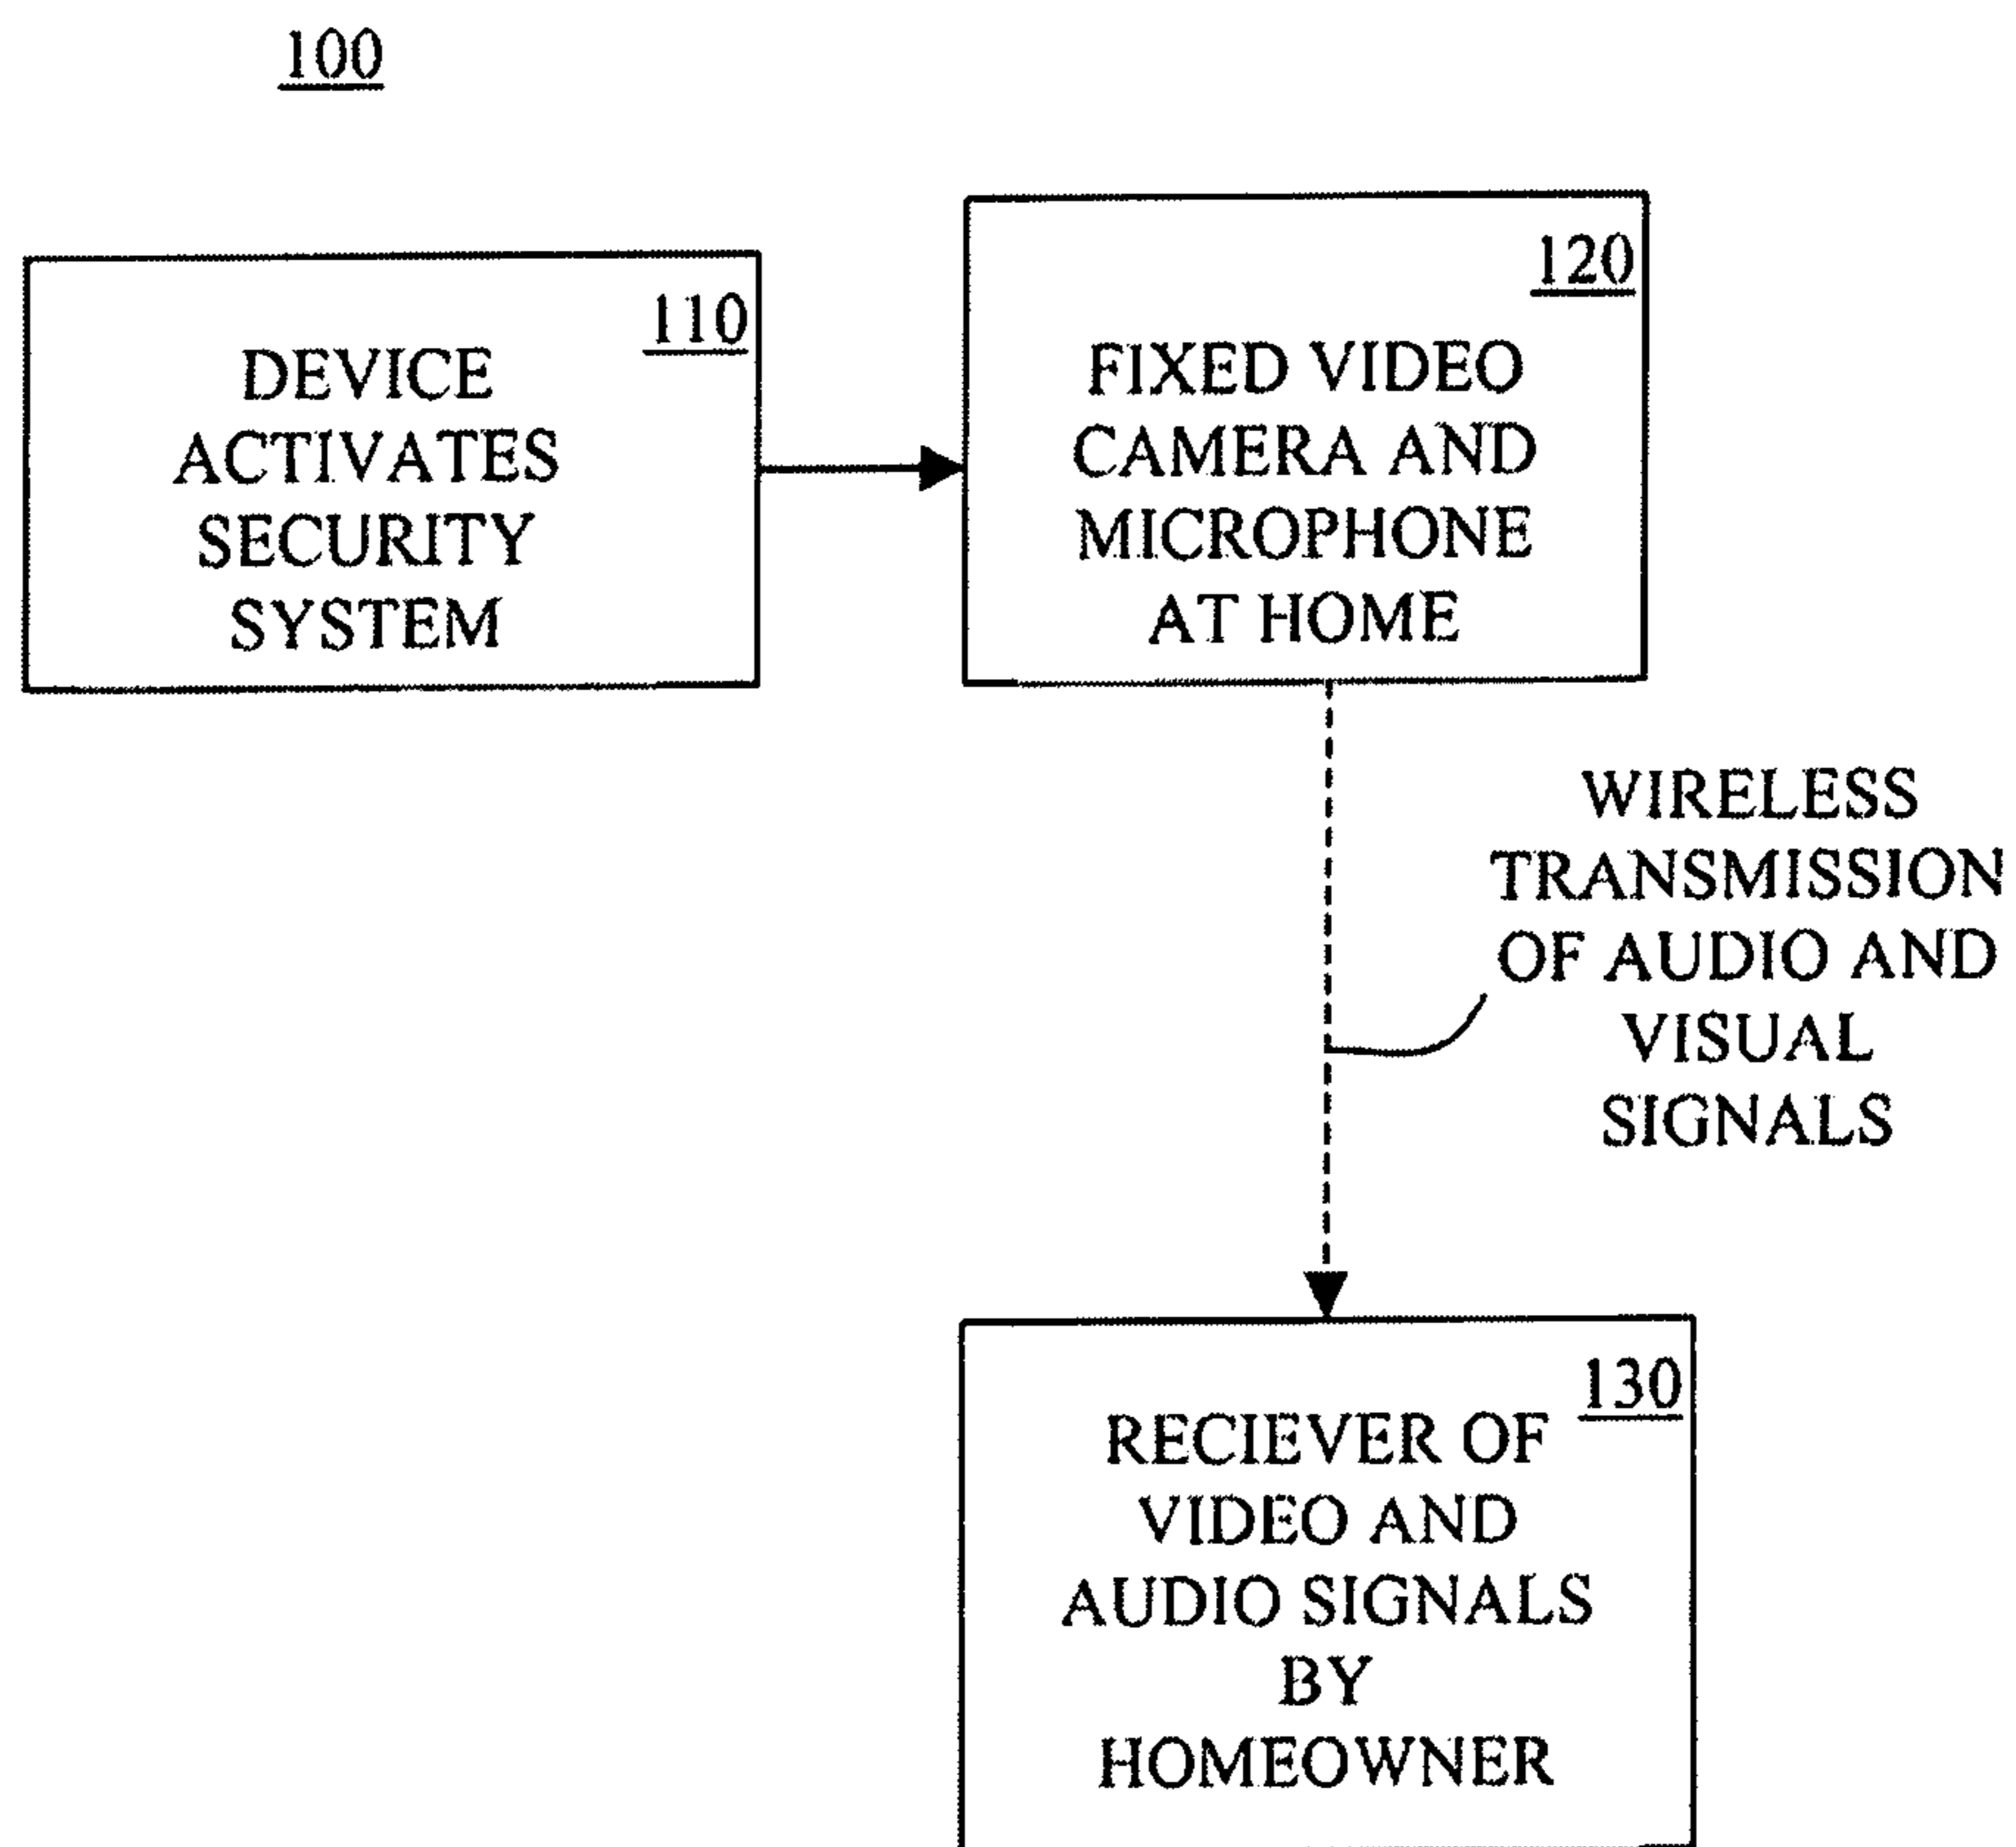 100
110
DEVICE
ACTIVATES
SECURITY
SYSTEM
120
FIXED VIDEO
CAMERA AND
MICROPHONE
AT HOME
WIRELESS
TRANSMISSION
OF AUDIO AND
VISUAL
SIGNALS
130
RECIEVER OF
VIDEO AND
AUDIO SIGNALS
BY
HOMEOWNER